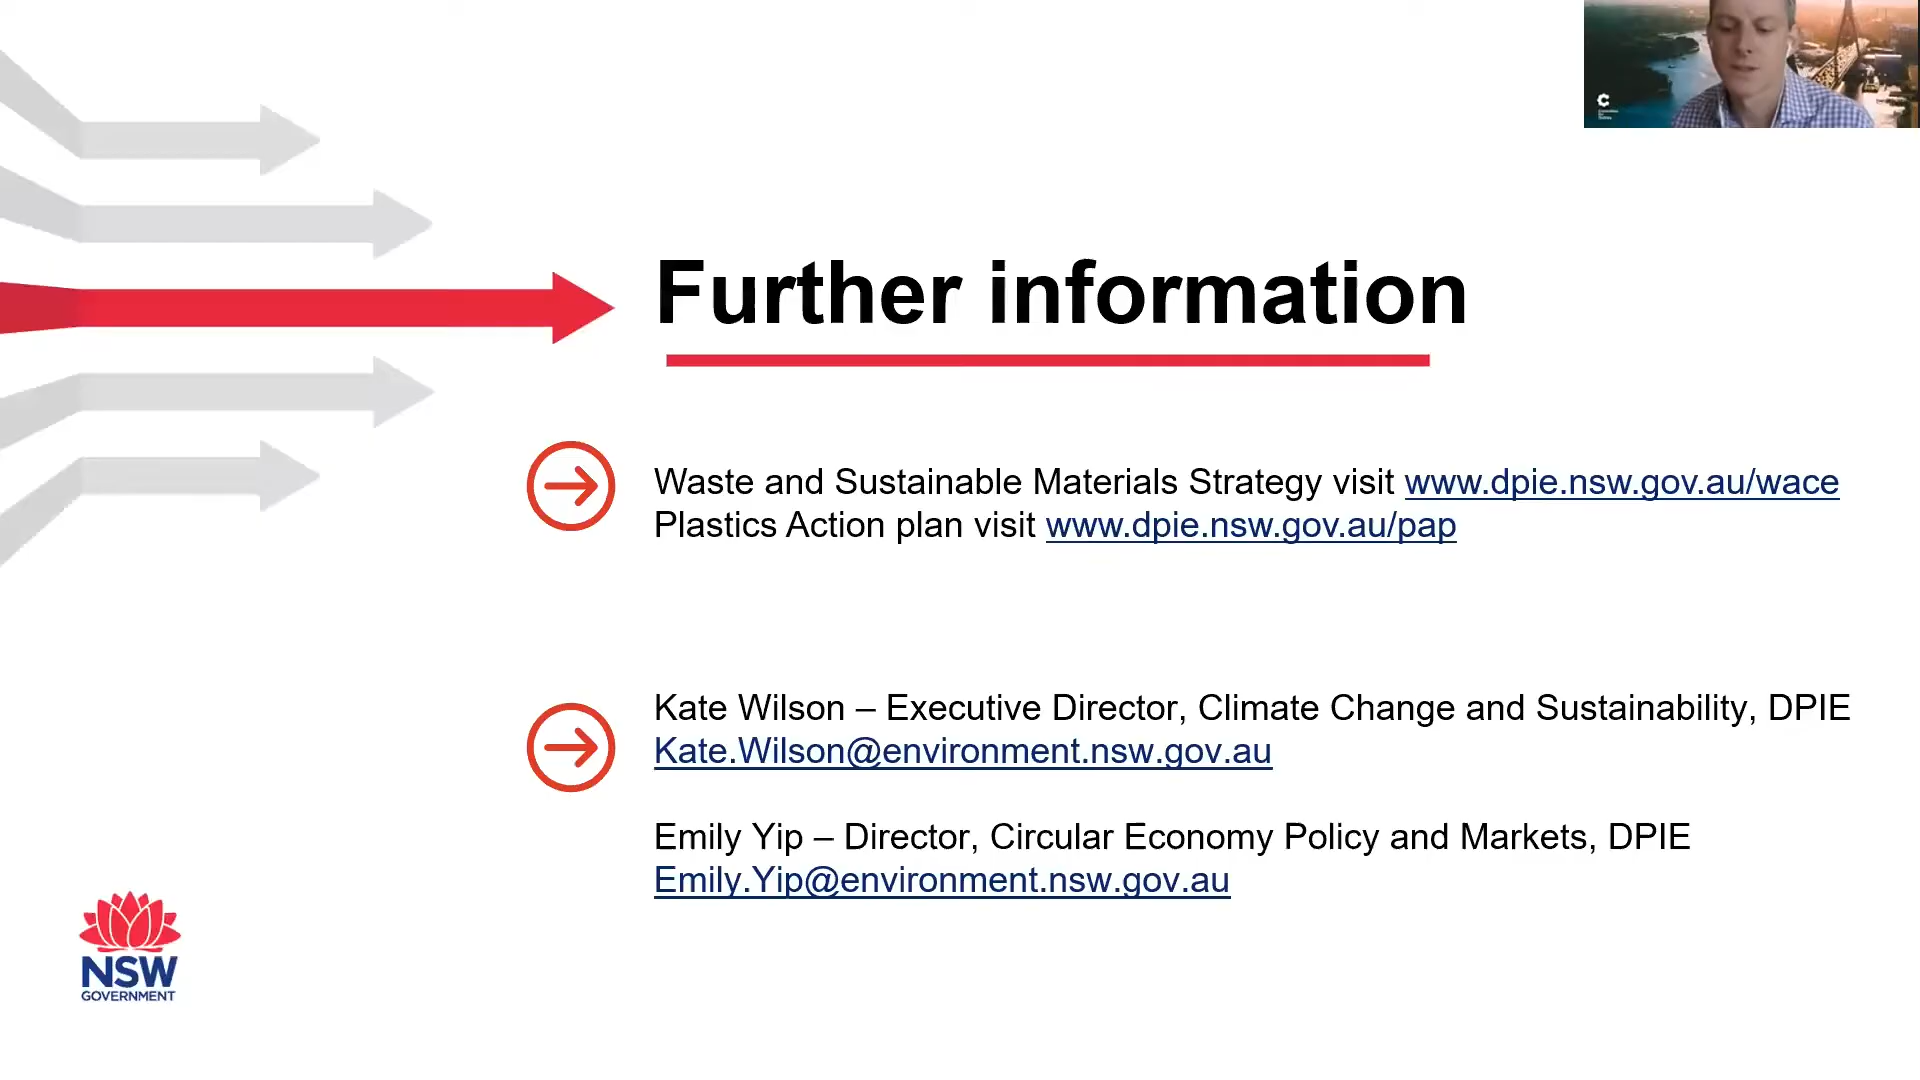 Further information
Waste and Sustainable Materials Strategy visit www.dpie.nsw.gov.au/wace
Plastics Action plan visit www.dpie.nsw.gov.au/pap
Kate Wilson – Executive Director, Climate Change and Sustainability, DPIE
Kate.Wilson@environment.nsw.gov.au
Emily Yip – Director, Circular Economy Policy and Markets, DPIE
Emily.Yip@environment.nsw.gov.au
NSW
GOVERNMENT